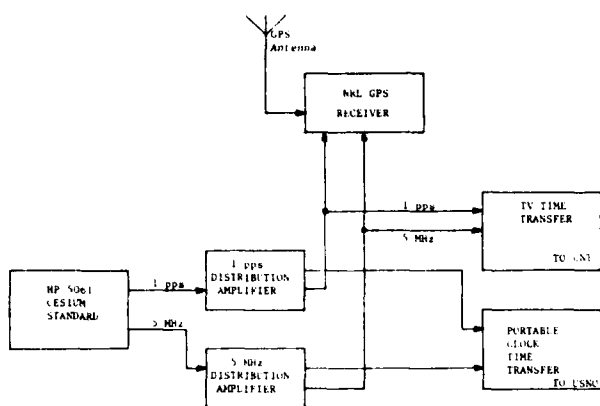 GPS
Antenna
NRL GPS
RECEIVER
1 pps
TV TIME
TRANSFER
5 MHz
1 pps
DISTRIBUTION
AMPLIFIER
TO
HP 5061
CESIUM
STANDARD
1 pps
5 MHz
PORTABLE
CLOCK
TIME
TRANSFER
TO USNO
5 MHz
DISTRIBUTION
AMPLIFIER